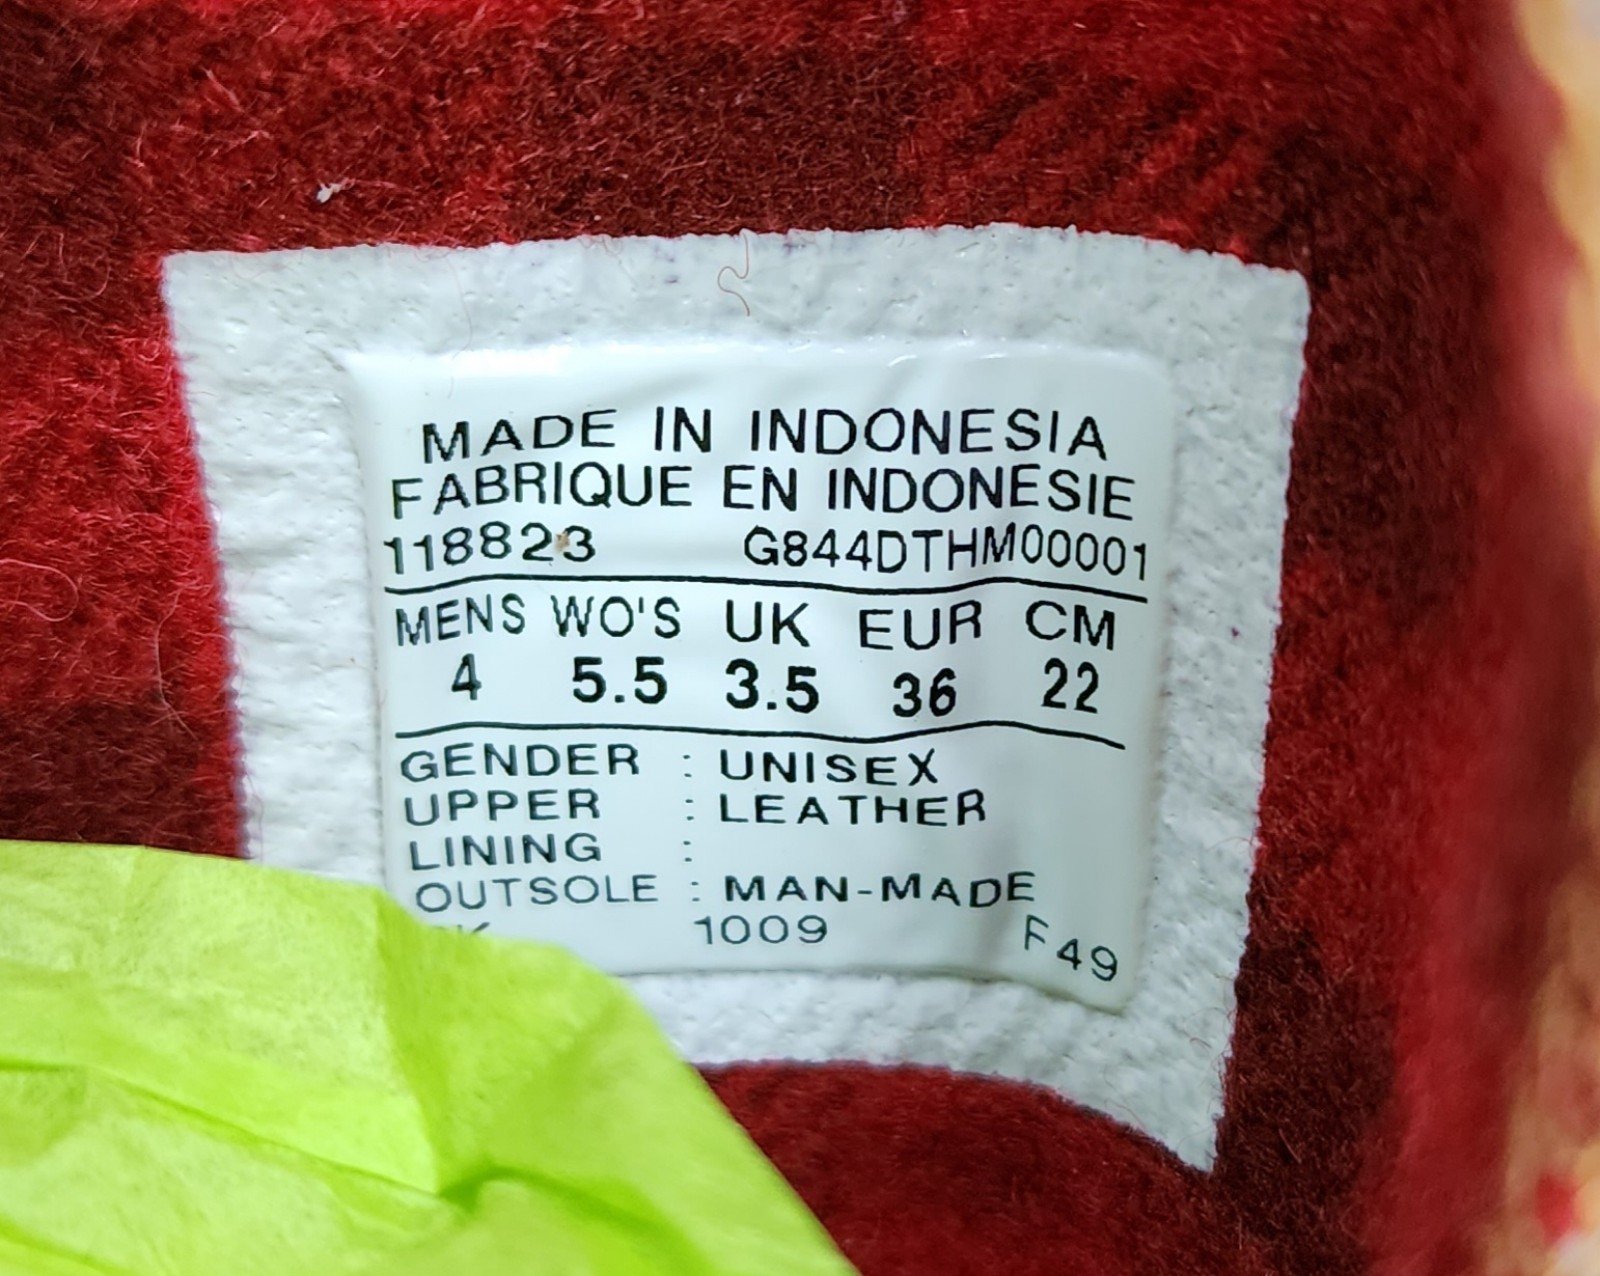 MADE IN INDONESIA
FABRIQUE EN INDONESIE
118823 G844DTHM00001
MENS WO'S UK EUR CM
4 5.5 3.5 36 22
GENDER : UNISEX
UPPER : LEATHER
LINING :
OUTSOLE : MAN-MADE
1009 F49